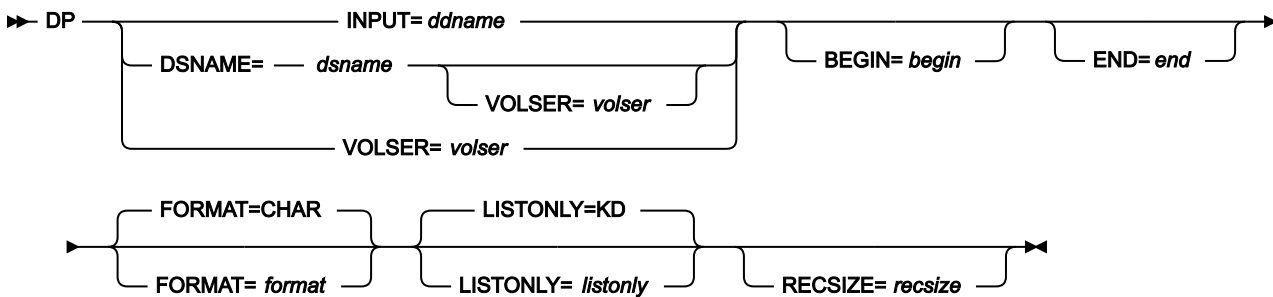 DP INPUT= ddname
DSNAME= dsname BEGIN= begin END= end
VOLSER= volser
VOLSER= volser
FORMAT=CHAR LISTONLY=KD
FORMAT= format LISTONLY= listonly RECSIZE= recsize